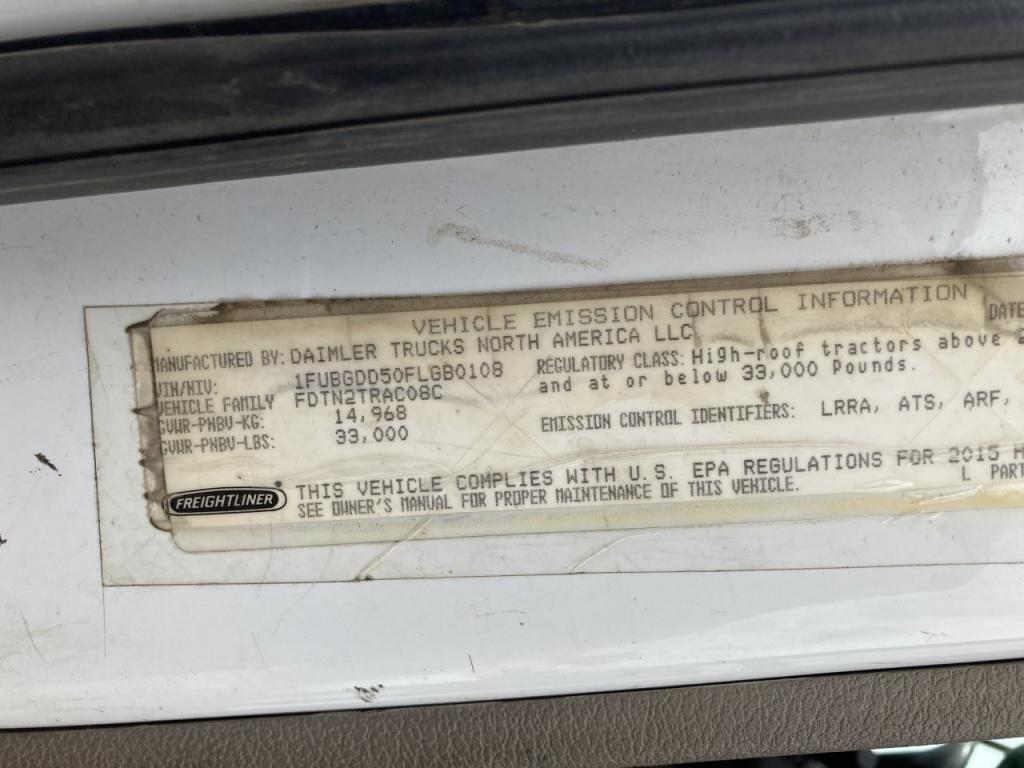 VEHICLE EMISSION CONTROL INFORMATION
DATE
MANUFACTURED BY: DAIMLER TRUCKS NORTH AMERICA LLC
VIN/NIV: 1FUBGDD50FLGB0108
VEHICLE FAMILY FDTN2TRAC08C
GVWR-PNBV-KG: 14,968
GVWR-PNBV-LBS: 33,000
REGULATORY CLASS: High-roof tractors above
and at or below 33,000 Pounds.
EMISSION CONTROL IDENTIFIERS: LRRA, ATS, ARF,
FREIGHTLINER®
THIS VEHICLE COMPLIES WITH U.S. EPA REGULATIONS FOR 2015 H
SEE OWNER'S MANUAL FOR PROPER MAINTENANCE OF THIS VEHICLE.
L PART